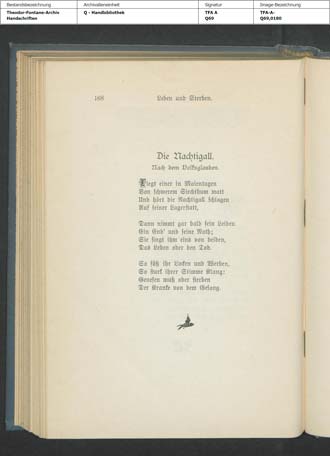 Bestandsbezeichnung
Archivalieneinheit
Signatur
Image-Bezeichnung
Theodor-Fontane-Archiv
Handschriften
Q - Handbibliothek
TFA A
Q69
TFA-A-
Q69,0180
168
Leben und Sterben.
Die Nachtigall.
Nach dem Volksglauben.
Liegt einer in Maientagen
Von schwerem Siechthum matt
Und hört die Nachtigall schlagen
Auf seiner Lagerstatt,
Dann nimmt gar bald sein Leiden
Ein End' und seine Noth;
Sie singt ihm eins von beiden,
Das Leben oder den Tod.
So süß ihr Locken und Werben,
So stark ihrer Stimme Klang:
Genesen muß oder sterben
Der Kranke von dem Gesang.